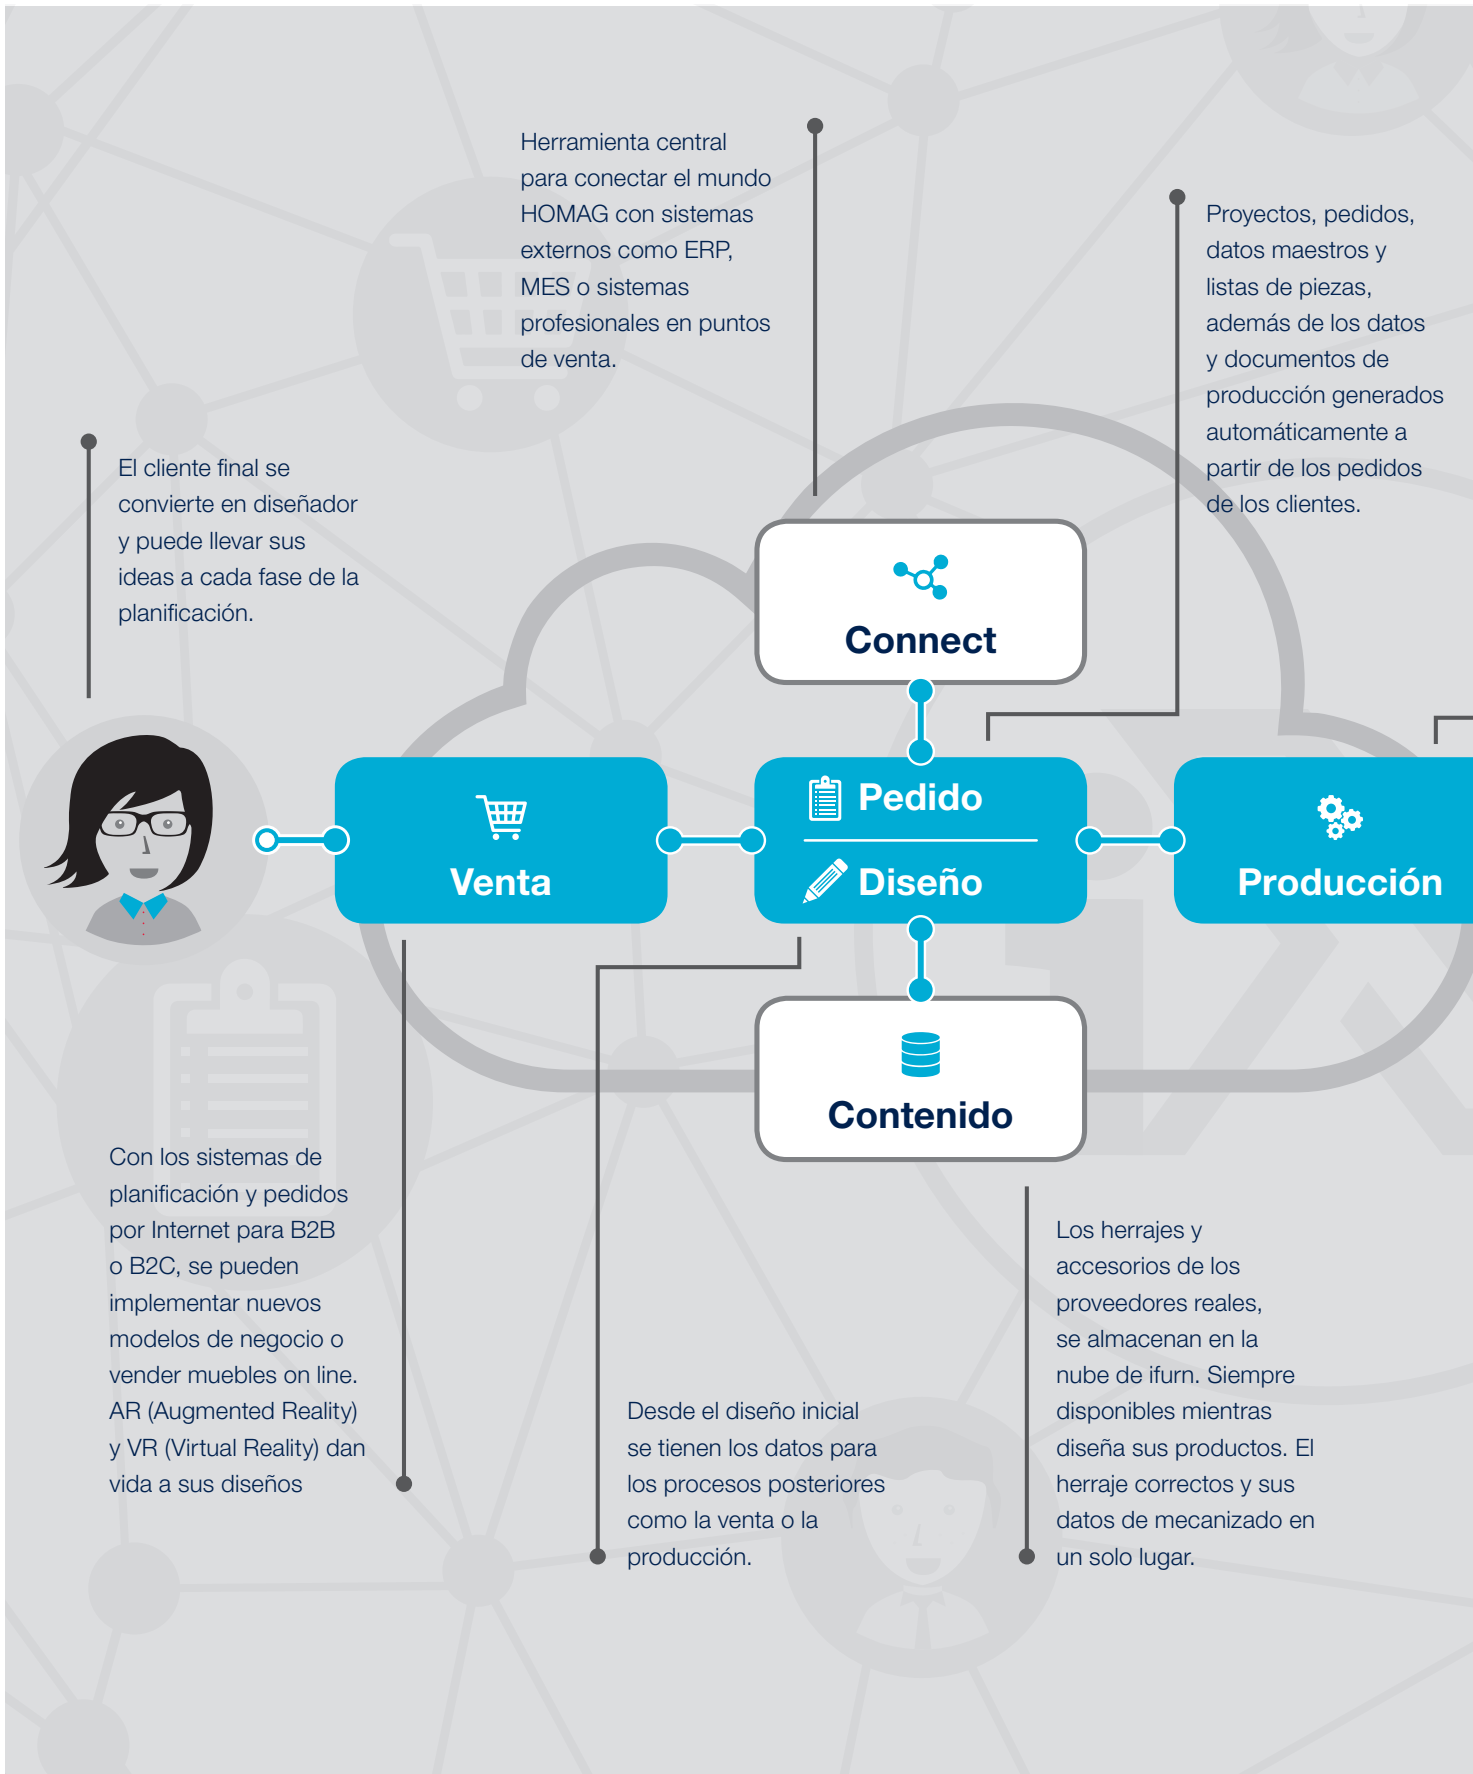 Herramienta central
para conectar el mundo
HOMAG con sistemas
externos como ERP,
MES o sistemas
profesionales en puntos
de venta.
Proyectos, pedidos,
datos maestros y
listas de piezas,
además de los datos
y documentos de
producción generados
automáticamente a
partir de los pedidos
de los clientes.
El cliente final se
convierte en diseñador
y puede llevar sus
ideas a cada fase de la
planificación.
Connect
Venta
Pedido
Diseño
Producción
Contenido
Con los sistemas de
planificación y pedidos
por Internet para B2B
o B2C, se pueden
implementar nuevos
modelos de negocio o
vender muebles on line.
AR (Augmented Reality)
y VR (Virtual Reality) dan
vida a sus diseños
Desde el diseño inicial
se tienen los datos para
los procesos posteriores
como la venta o la
producción.
Los herrajes y
accesorios de los
proveedores reales,
se almacenan en la
nube de ifurn. Siempre
disponibles mientras
diseña sus productos. El
herraje correctos y sus
datos de mecanizado en
un solo lugar.